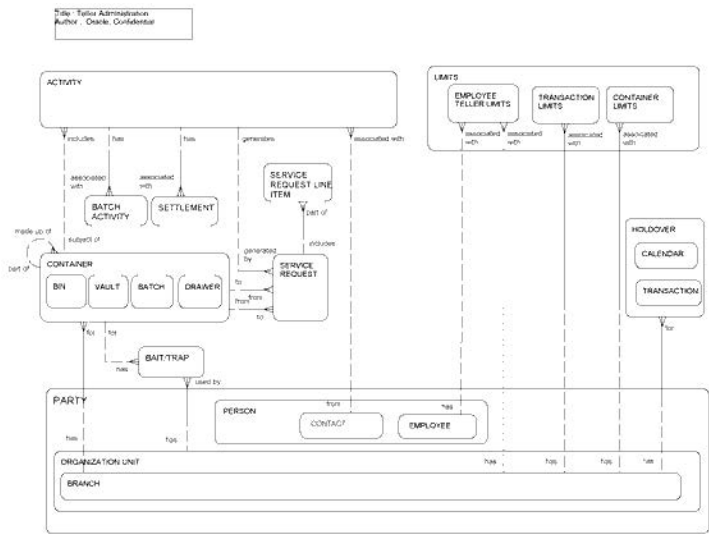 Title : Teller Administration
Author , Oracle, Confidential
ACTIVITY
LIMITS
EMPLOYEE
TELLER LIMITS
TRANSACTION
LIMITS
CONTAINER
LIMITS
includes
has
has
generates
associated with
associated
with
associated
with
associated
with
associated
with
associated
with
associated
with
SERVICE
REQUEST LINE
ITEM
BATCH
ACTIVITY
SETTLEMENT
part of
made up of
subject of
part of
includes
HOLDOVER
CALENDAR
TRANSACTION
CONTAINER
BIN
VAULT
BATCH
DRAWER
generated
by
SERVICE
REQUEST
to
from
from
to
for
for
for
has
BAIT/TRAP
used by
PARTY
PERSON
from
CONTACT
has
EMPLOYEE
has
has
ORGANIZATION UNIT
has
has
has
has
BRANCH